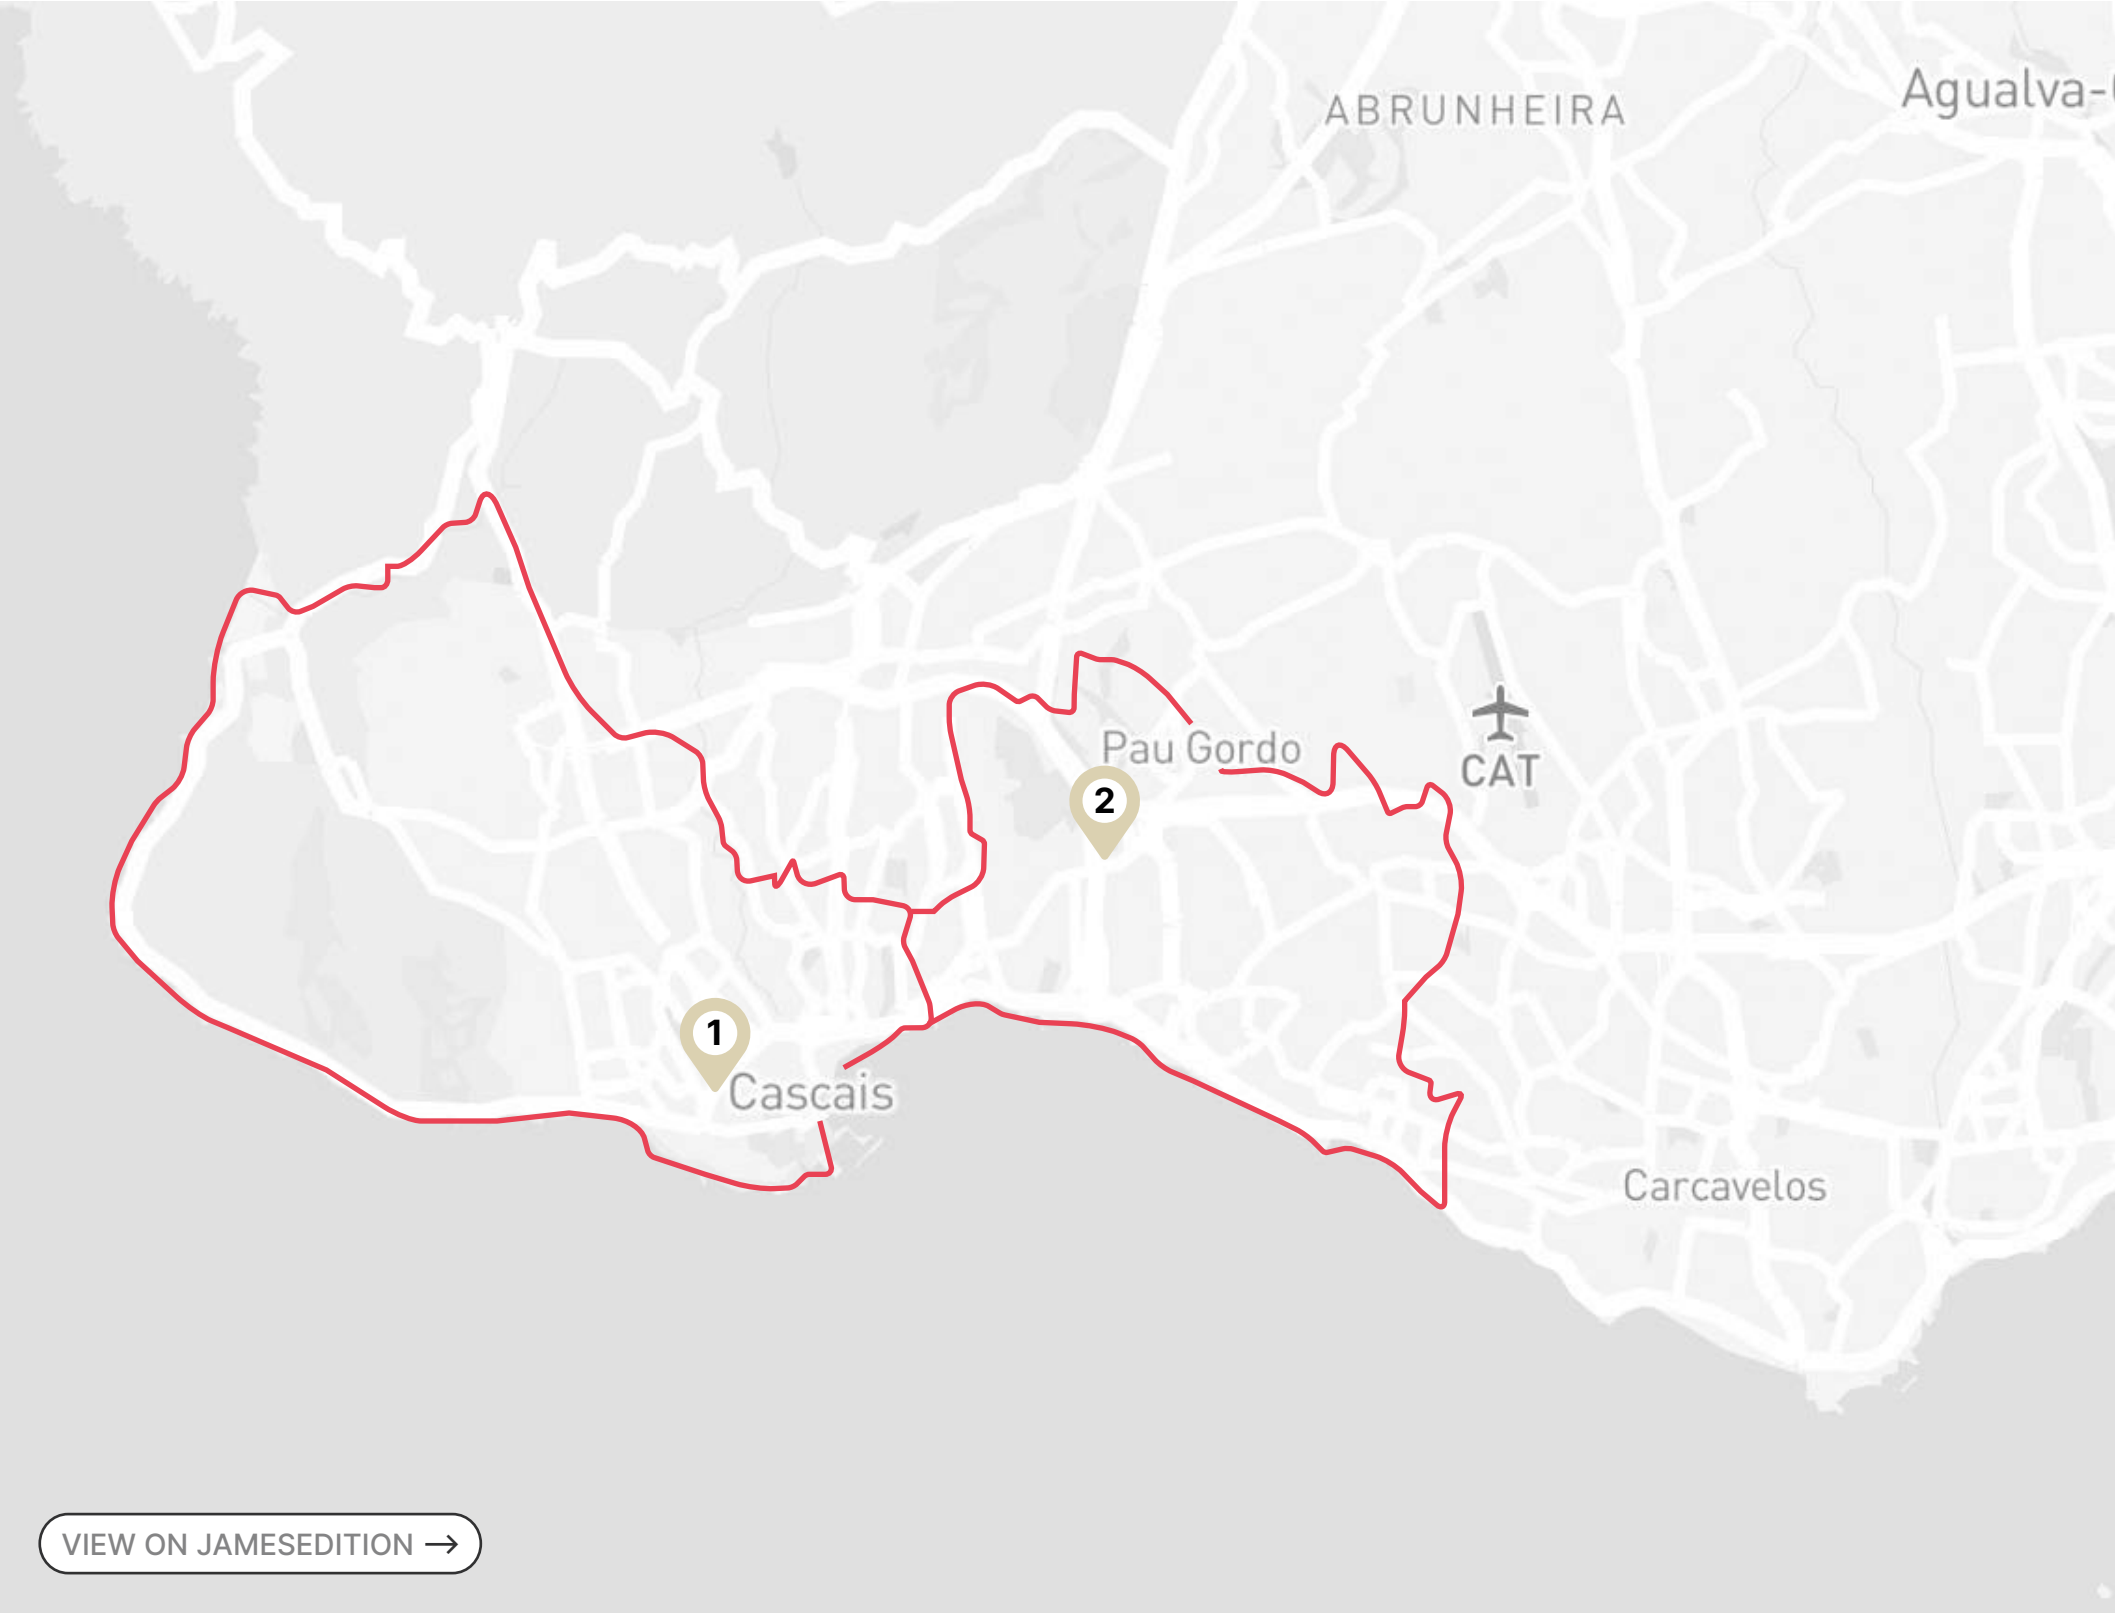 ABRUNHEIRA
Agualva-
Pau Gordo
CAT
2
1
Cascais
Carcavelos
VIEW ON JAMESEDITION →